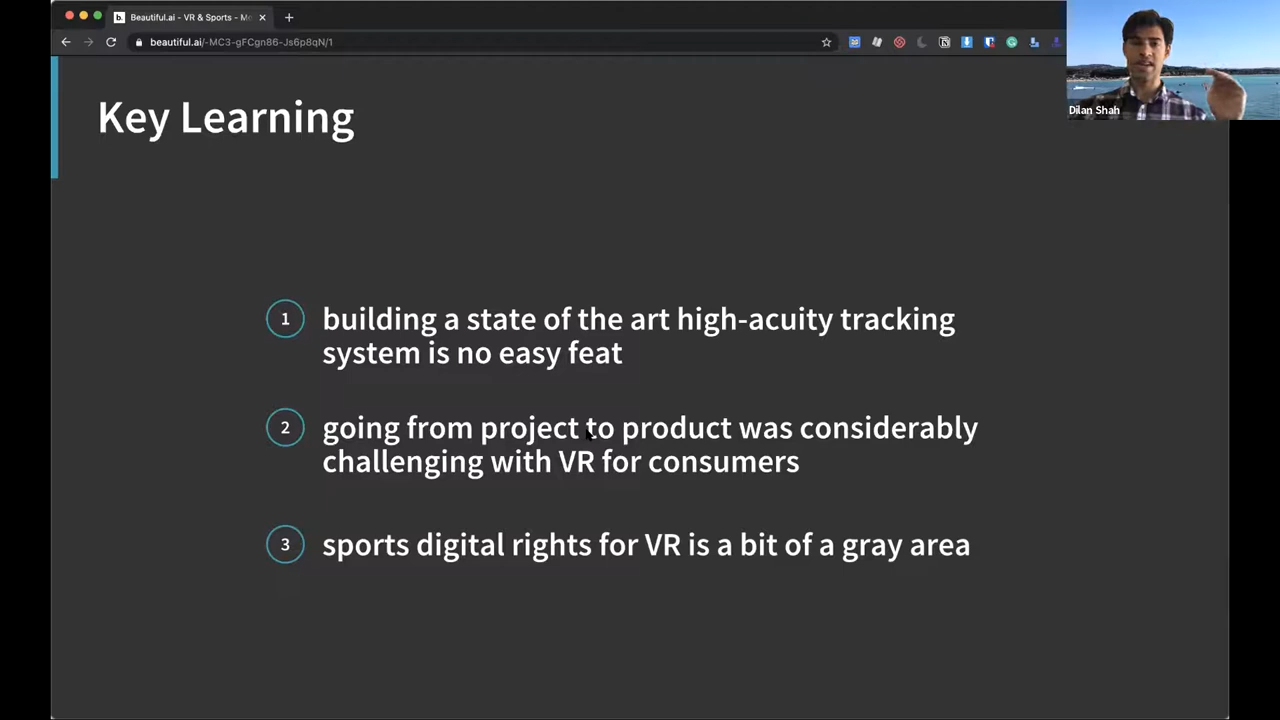 Beautiful.ai - VR & Sports - Me
beautiful.ai/-MC3-gFCgn86-Js6p8qN/1
Dilan Shah
Key Learning
1 building a state of the art high-acuity tracking
system is no easy feat
2 going from project to product was considerably
challenging with VR for consumers
3 sports digital rights for VR is a bit of a gray area